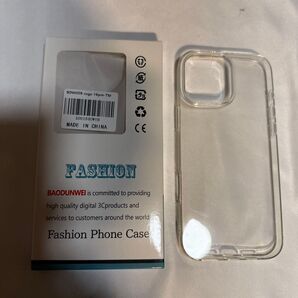 MADE IN CHINA
FASHION
BAODUNWEI is committed to providing
high quality digital 3Cproducts and
services to customers around the world
Fashion Phone Case